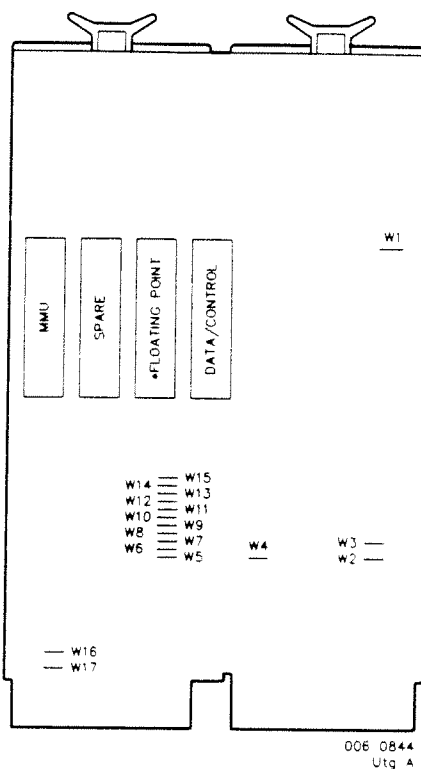 W1
MMU
SPARE
*FLOATING POINT
DATA/CONTROL
W15
W14
W13
W12
W11
W10
W9
W8
W7
W6
W5
W4
W3
W2
W16
W17
006 0844
Utg A